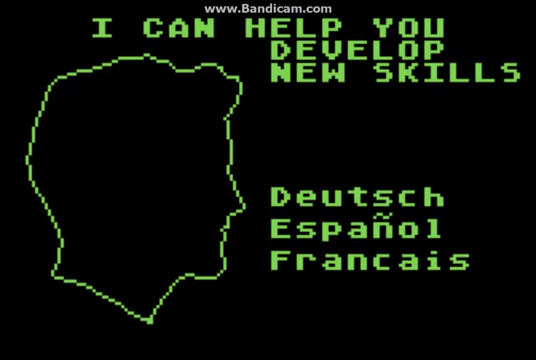 www.Bandicam.com
I CAN HELP YOU
DEVELOP
NEW SKILLS
Deutsch
Español
Francais